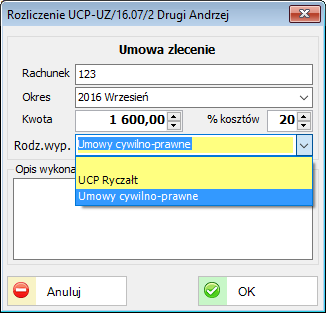 Rozliczenie UCP-UZ/16.07/2 Drugi Andrzej
Umowa zlecenie
Rachunek 123
Okres 2016 Wrzesień
Kwota 1 600,00 % kosztów 20
Rodz.wyp. Umowy cywilno-prawne
UCP Ryczałt
Umowy cywilno-prawne
Opis wykona
Anuluj OK